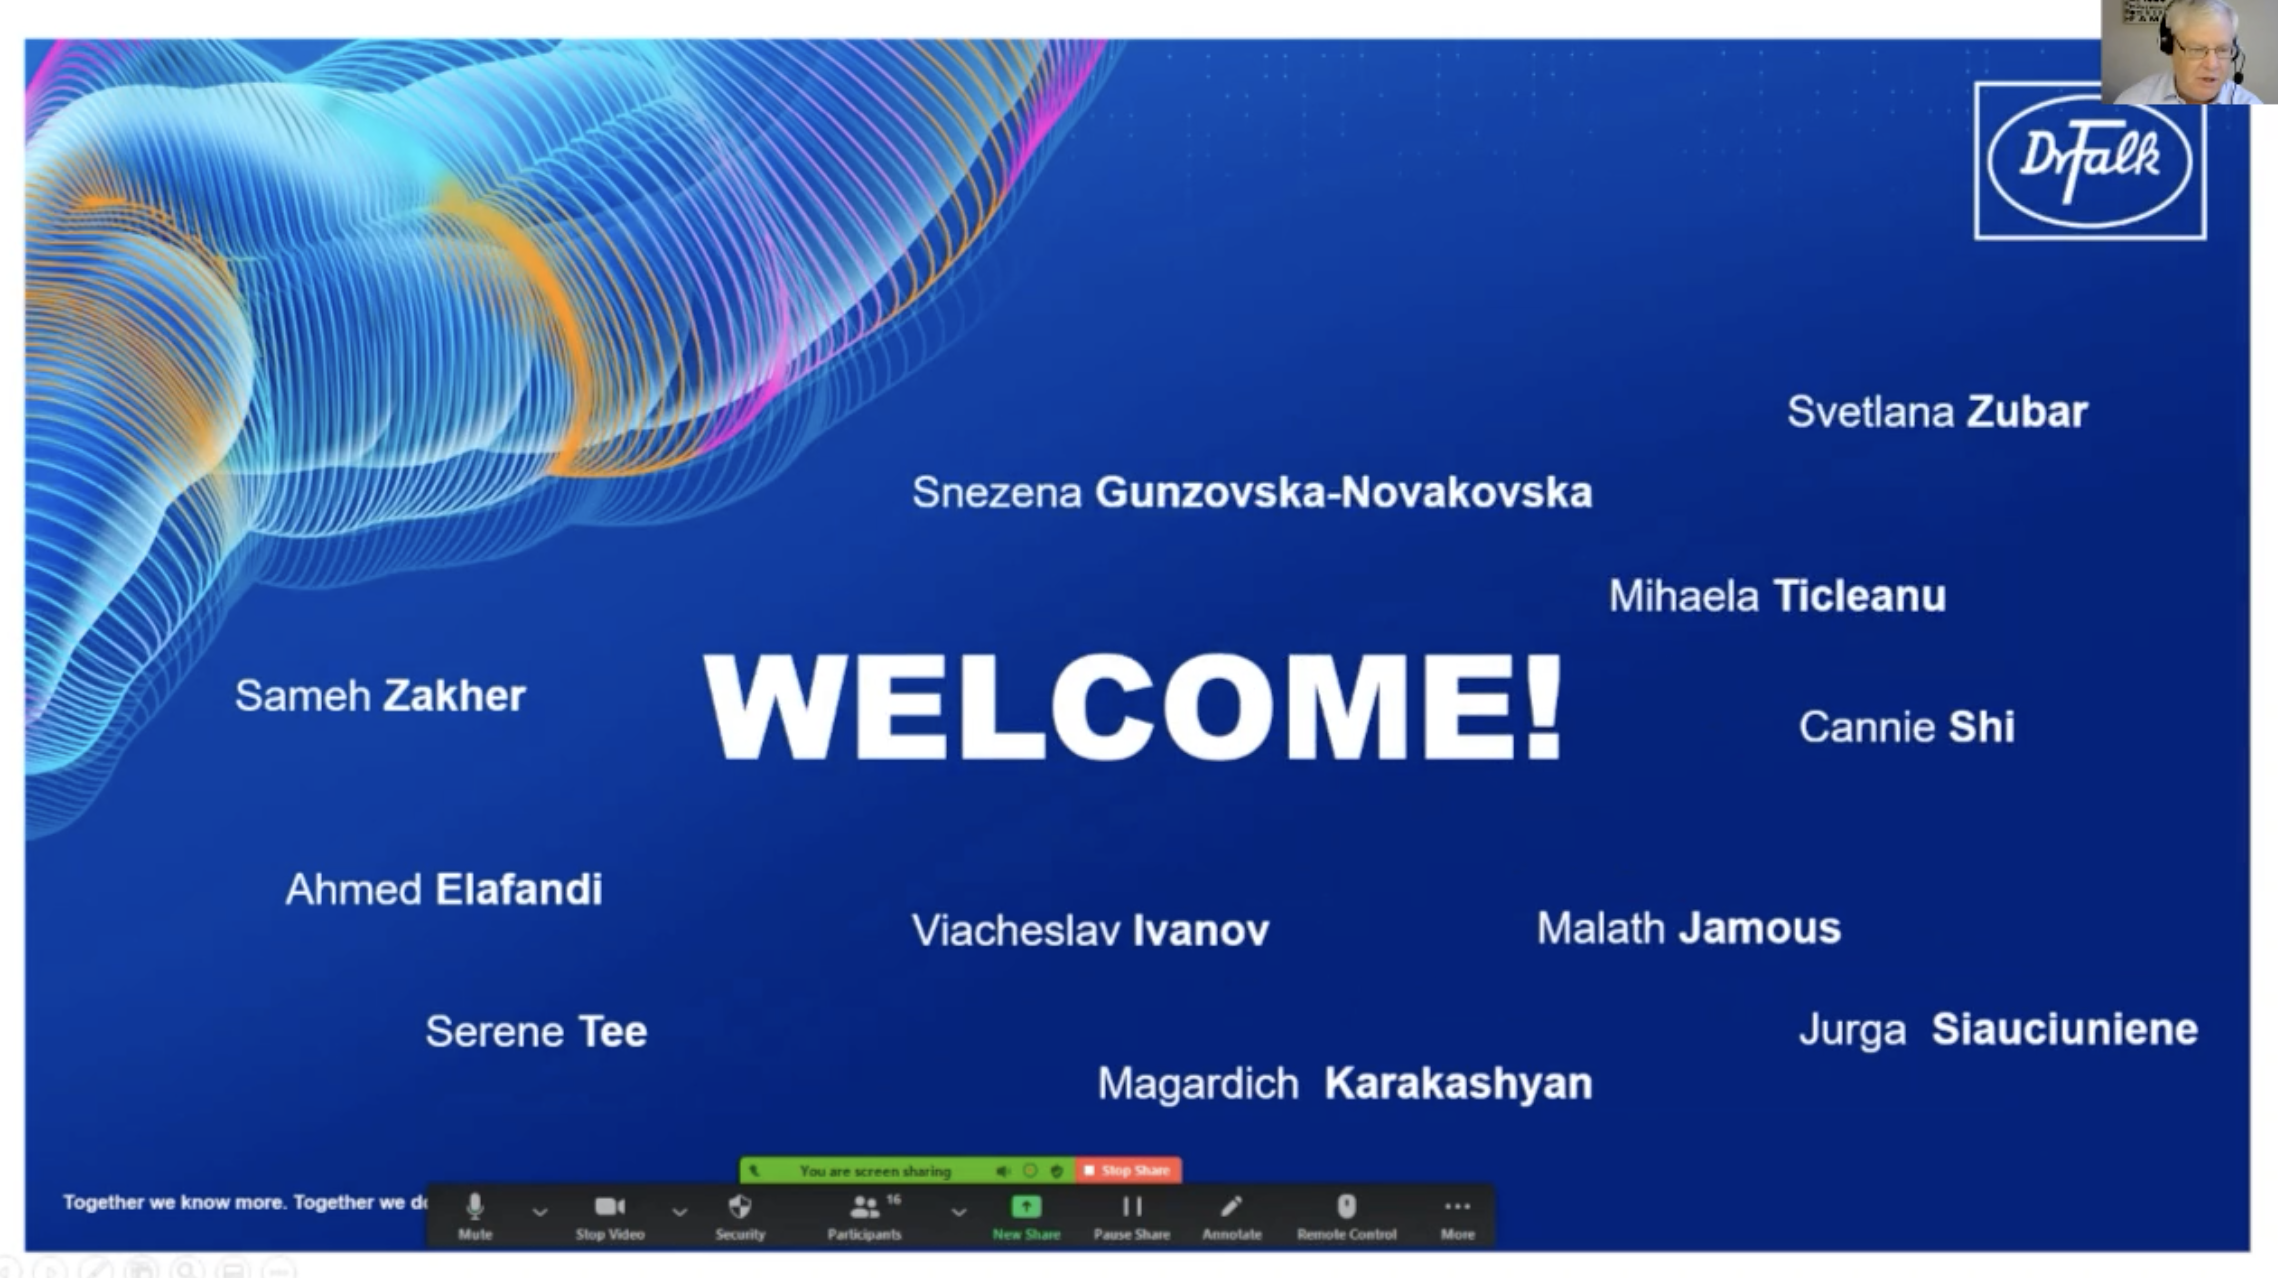 Dr Falk
Svetlana Zubar
Snezena Gunzovska-Novakovska
Mihaela Ticleanu
Sameh Zakher
WELCOME!
Cannie Shi
Ahmed Elafandi
Viacheslav Ivanov
Malath Jamous
Serene Tee
Jurga Siauciuniene
Magardich Karakashyan
You are screen sharing
Stop Share
Together we know more. Together we
16
Mute
Stop Video
Security
Participants
New Share
Pause Share
Annotate
Remote Control
More